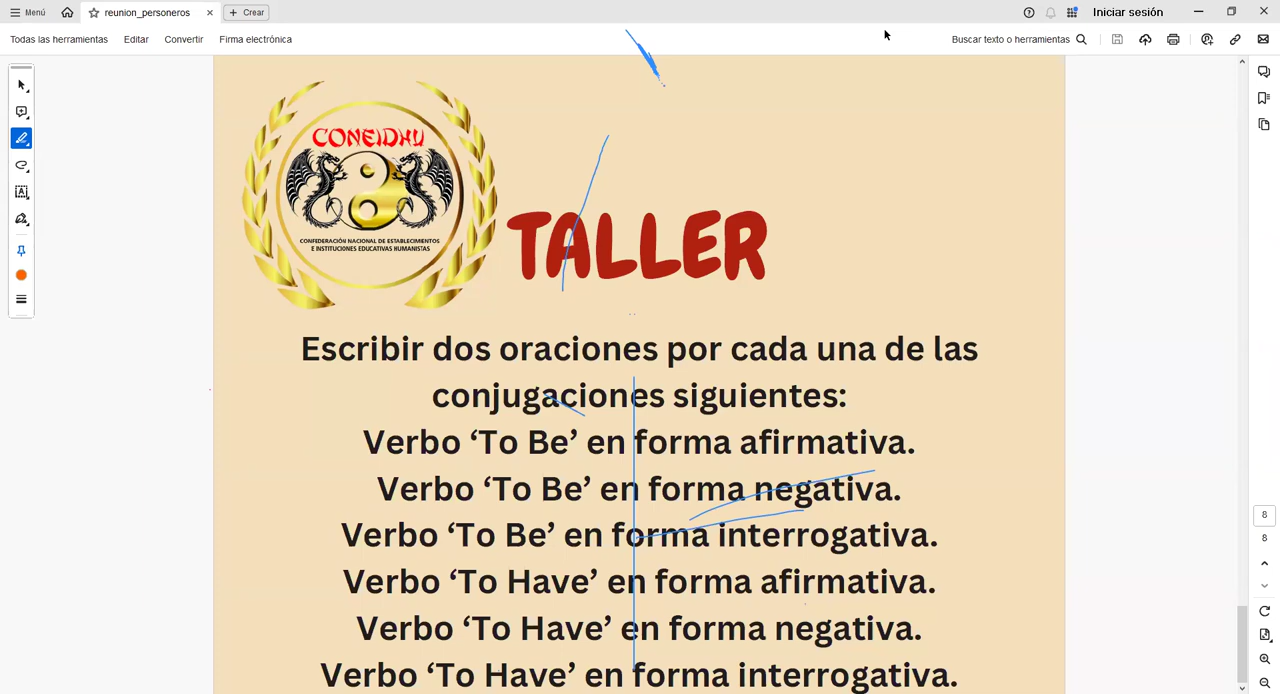 Menú
reunion_personeros
Crear
Iniciar sesión
Todas las herramientas
Editar
Convertir
Firma electrónica
Buscar texto o herramientas
CONEIDHU
CONFEDERACIÓN NACIONAL DE ESTABLECIMIENTOS
E INSTITUCIONES EDUCATIVAS HUMANISTAS
TALLER
Escribir dos oraciones por cada una de las
conjugaciones siguientes:
Verbo ‘To Be’ en forma afirmativa.
Verbo ‘To Be’ en forma negativa.
Verbo ‘To Be’ en forma interrogativa.
Verbo ‘To Have’ en forma afirmativa.
Verbo ‘To Have’ en forma negativa.
Verbo ‘To Have’ en forma interrogativa.
8
8